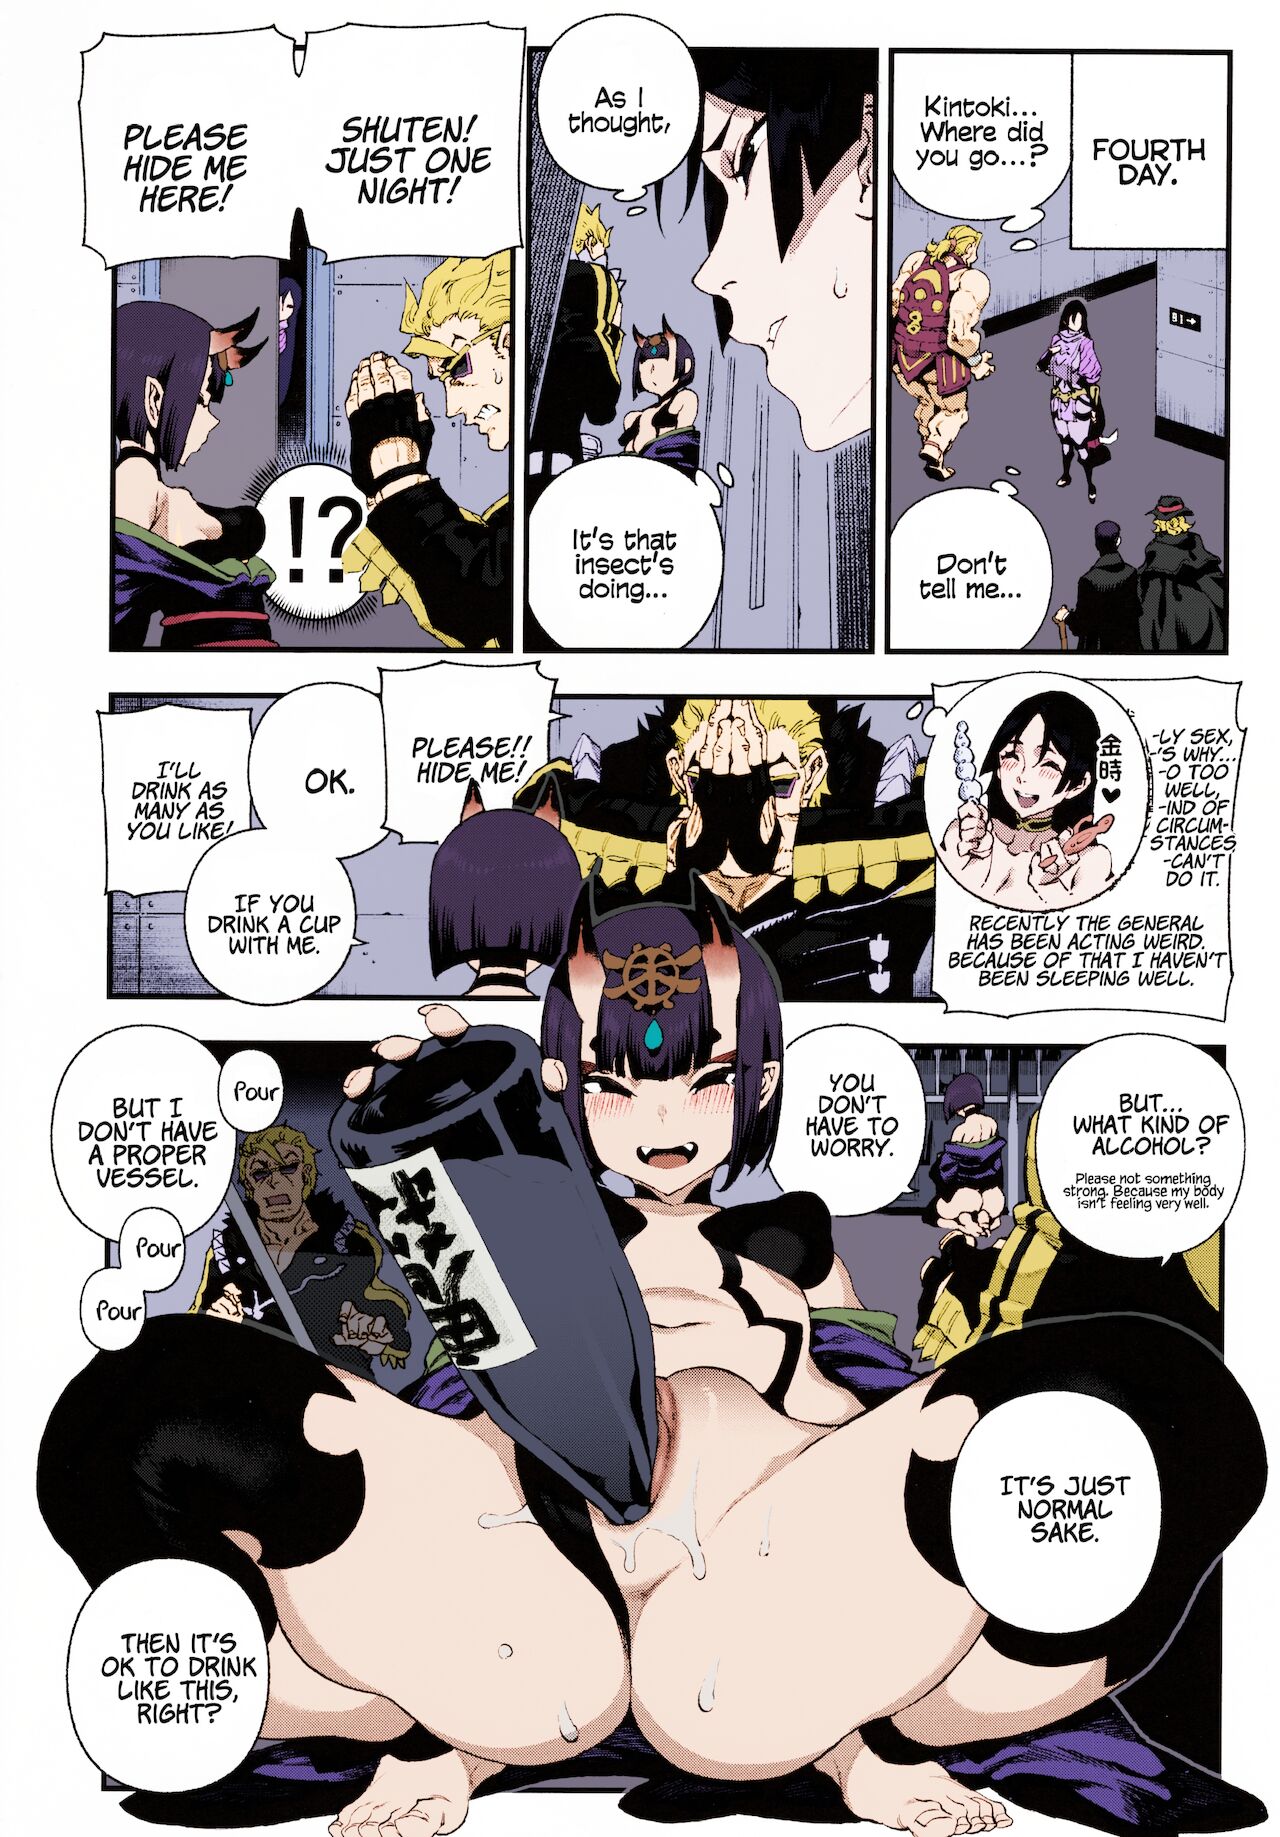 FOURTH
DAY.
Kintoki...
Where did
you go...?
91→
Don't
tell me...
As I
thought,
It's that
insect's
doing...
SHUTEN!
JUST ONE
NIGHT!
PLEASE
HIDE ME
HERE!
!?
-LY SEX,
-'S WHY...
-O TOO
WELL,
-IND OF
CIRCUM-
STANCES
-CAN'T
DO IT.
金時♥
RECENTLY THE GENERAL
HAS BEEN ACTING WEIRD.
BECAUSE OF THAT I HAVEN'T
BEEN SLEEPING WELL.
PLEASE!!
HIDE ME!
OK.
IF YOU
DRINK A CUP
WITH ME.
I'LL
DRINK AS
MANY AS
YOU LIKE!
BUT...
WHAT KIND OF
ALCOHOL?
Please not something
strong. Because my body
isn't feeling very well.
YOU
DON'T
HAVE TO
WORRY.
IT'S JUST
NORMAL
SAKE.
Pour
BUT I
DON'T HAVE
A PROPER
VESSEL.
Pour
Pour
THEN IT'S
OK TO DRINK
LIKE THIS,
RIGHT?